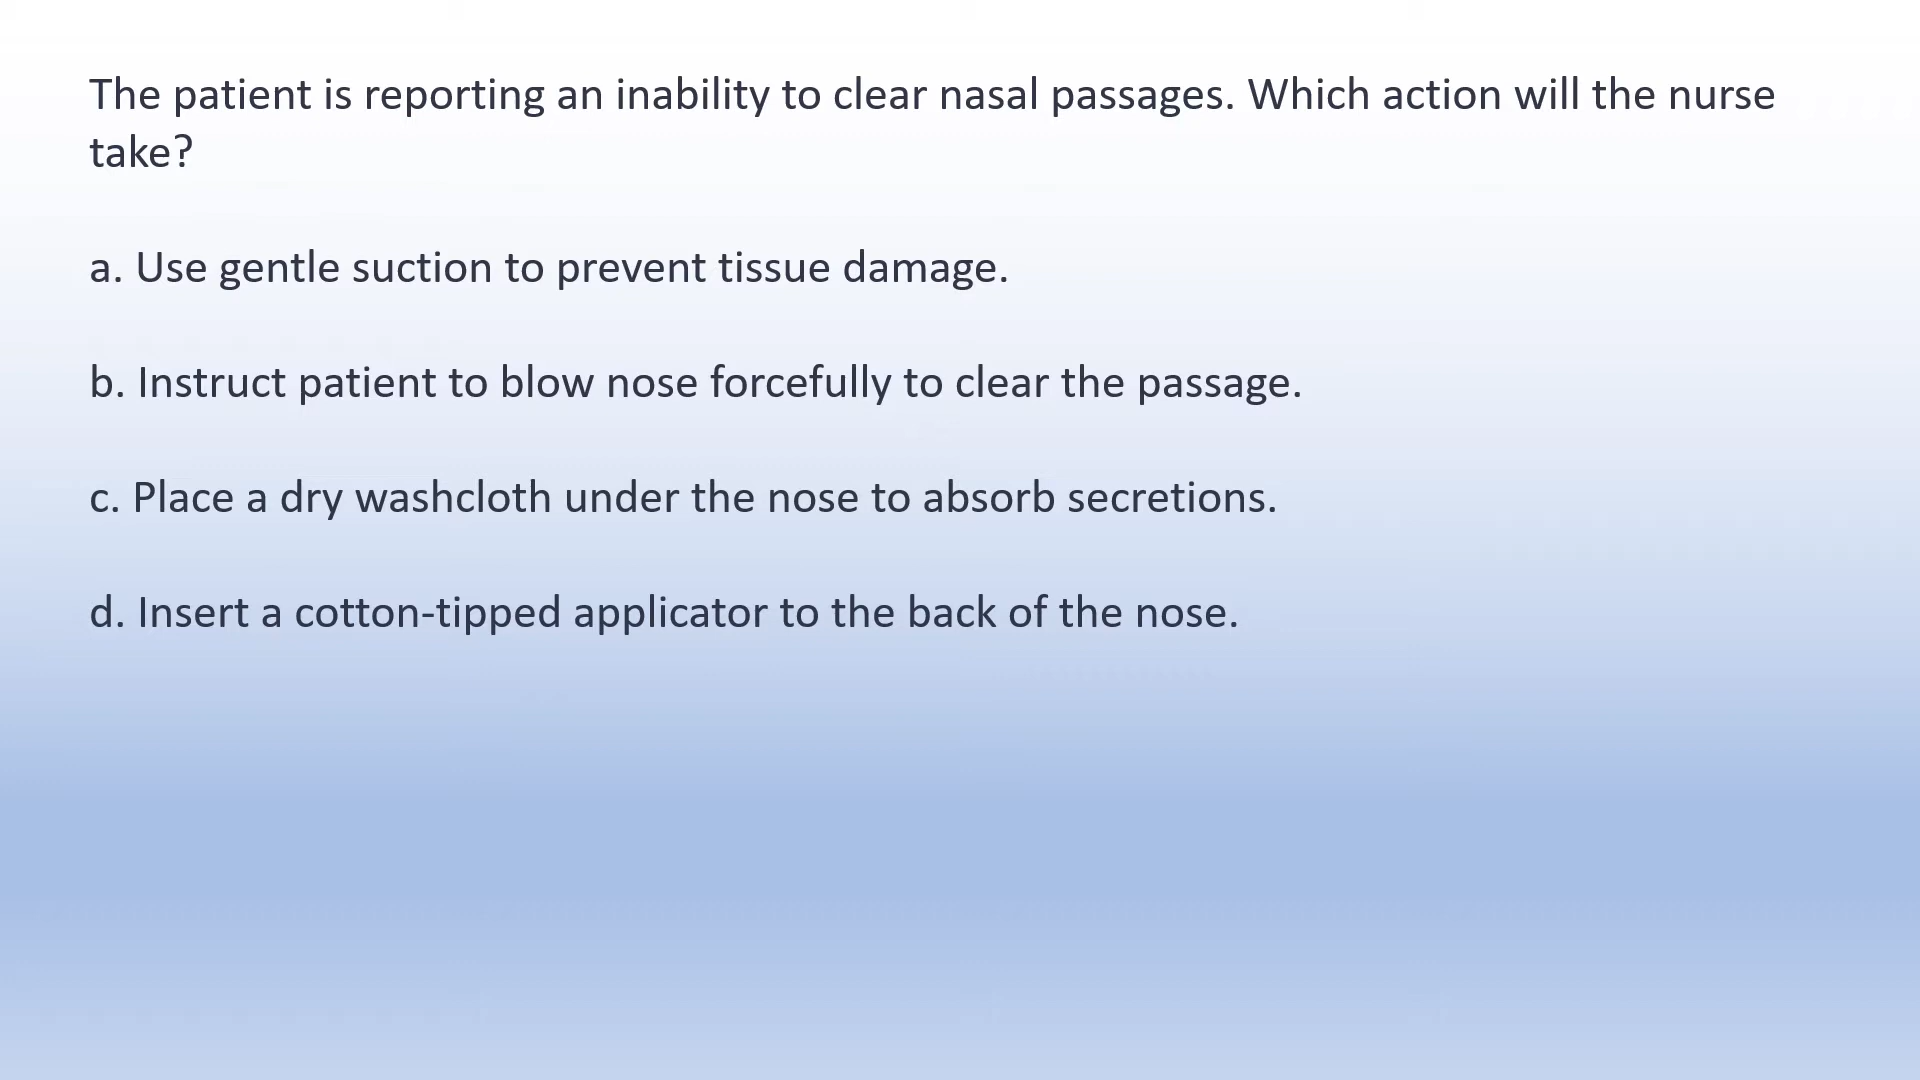 The patient is reporting an inability to clear nasal passages. Which action will the nurse
take?
a. Use gentle suction to prevent tissue damage.
b. Instruct patient to blow nose forcefully to clear the passage.
c. Place a dry washcloth under the nose to absorb secretions.
d. Insert a cotton-tipped applicator to the back of the nose.